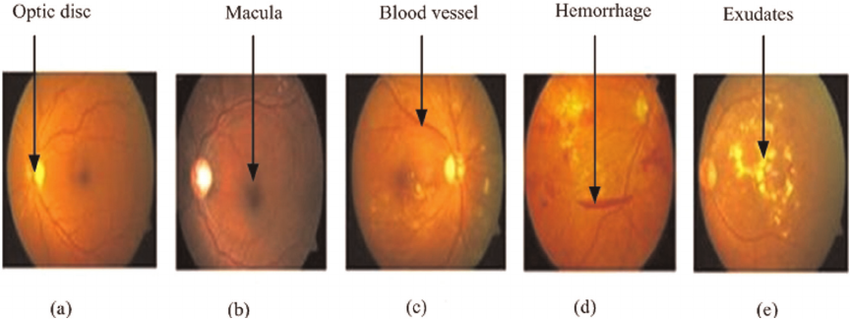 Optic disc Macula Blood vessel Hemorrhage Exudates
(a) (b) (c) (d) (e)